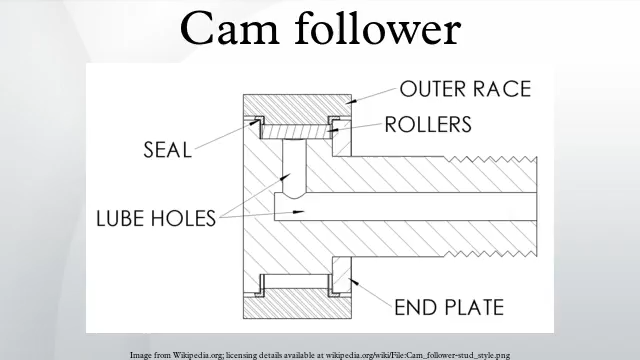 Cam follower
OUTER RACE
ROLLERS
SEAL
LUBE HOLES
END PLATE
Image from Wikipedia.org; licensing details available at wikipedia.org/wiki/File:Cam_follower-stud_style.png